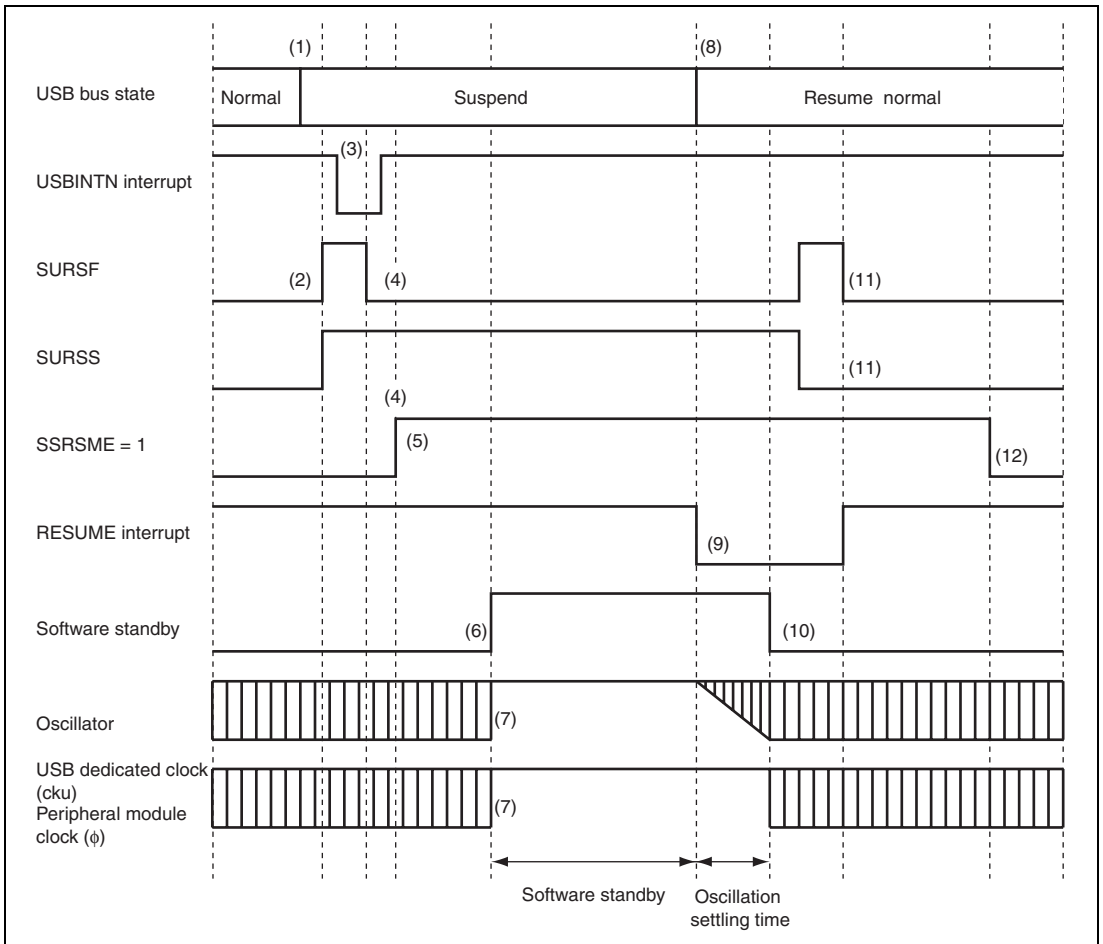 (1) (8)
USB bus state Normal Suspend Resume normal
(3)
USBINTN interrupt
SURSF (2) (4) (11)
SURSS (11)
(4)
SSRSME = 1 (5) (12)
RESUME interrupt (9)
Software standby (6) (10)
Oscillator (7)
USB dedicated clock
(cku)
Peripheral module (7)
clock (ϕ)
Software standby Oscillation
settling time